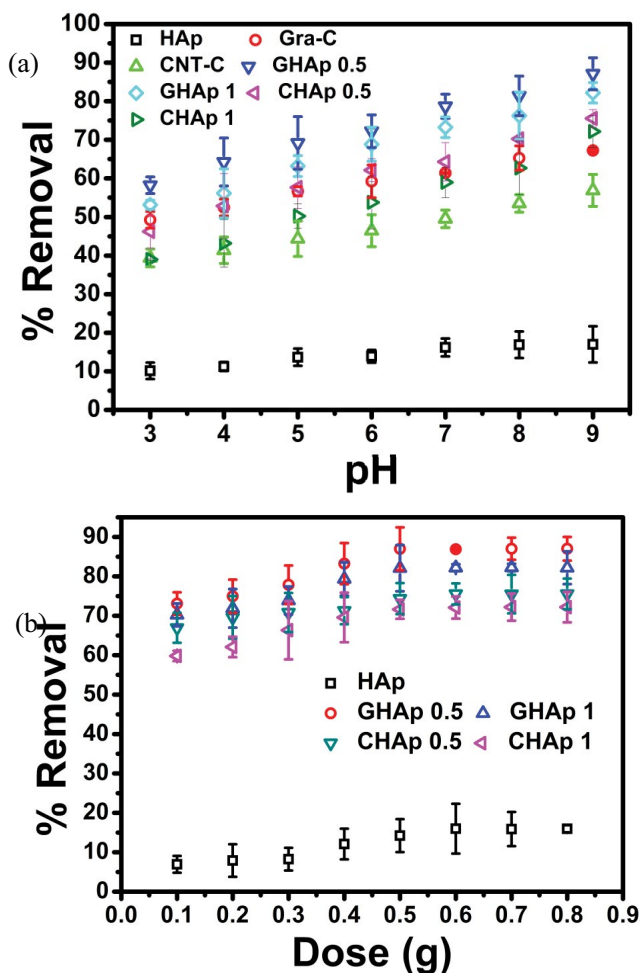 (a)
% Removal
100
90
80
70
60
50
40
30
20
10
0
HAp Gra-C
CNT-C GHAp 0.5
GHAp 1 CHAp 0.5
CHAp 1
3 4 5 6 7 8 9
pH
(b)
% Removal
90
80
70
60
50
40
30
20
10
0
HAp
GHAp 0.5 GHAp 1
CHAp 0.5 CHAp 1
0.0 0.1 0.2 0.3 0.4 0.5 0.6 0.7 0.8 0.9
Dose (g)